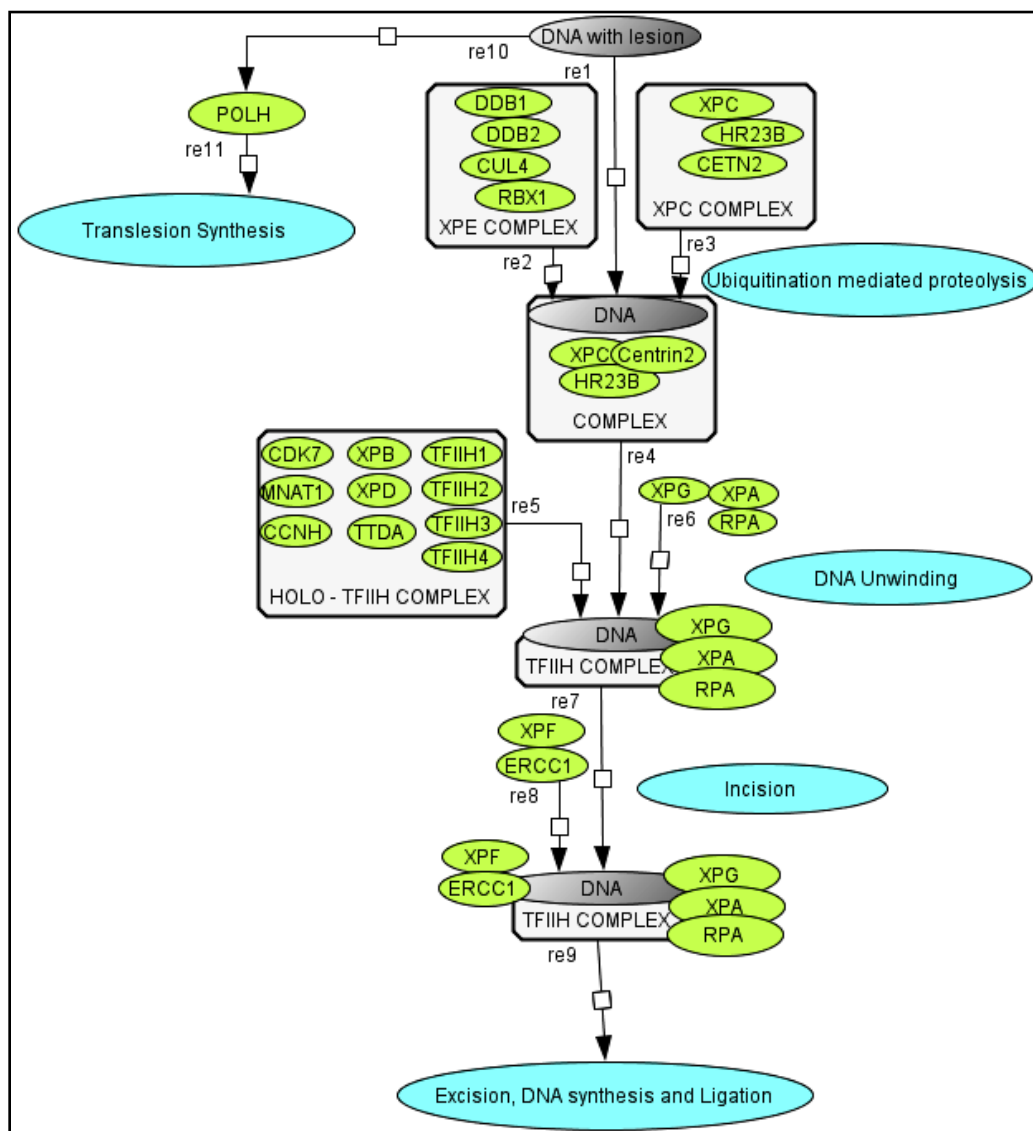 DNA with lesion
re10
re1
POLH
re11
Translesion Synthesis
DDB1
DDB2
CUL4
RBX1
XPE COMPLEX
XPC
HR23B
CETN2
XPC COMPLEX
re2
re3
Ubiquitination mediated proteolysis
DNA
XPC
Centrin2
HR23B
COMPLEX
re4
CDK7
XPB
TFIIH1
MNAT1
XPD
TFIIH2
CCNH
TTDA
TFIIH3
TFIIH4
HOLO - TFIIH COMPLEX
re5
XPG
XPA
re6
RPA
DNA Unwinding
DNA
XPG
TFIIH COMPLEX
XPA
RPA
re7
XPF
ERCC1
re8
Incision
XPF
ERCC1
DNA
XPG
TFIIH COMPLEX
XPA
RPA
re9
Excision, DNA synthesis and Ligation